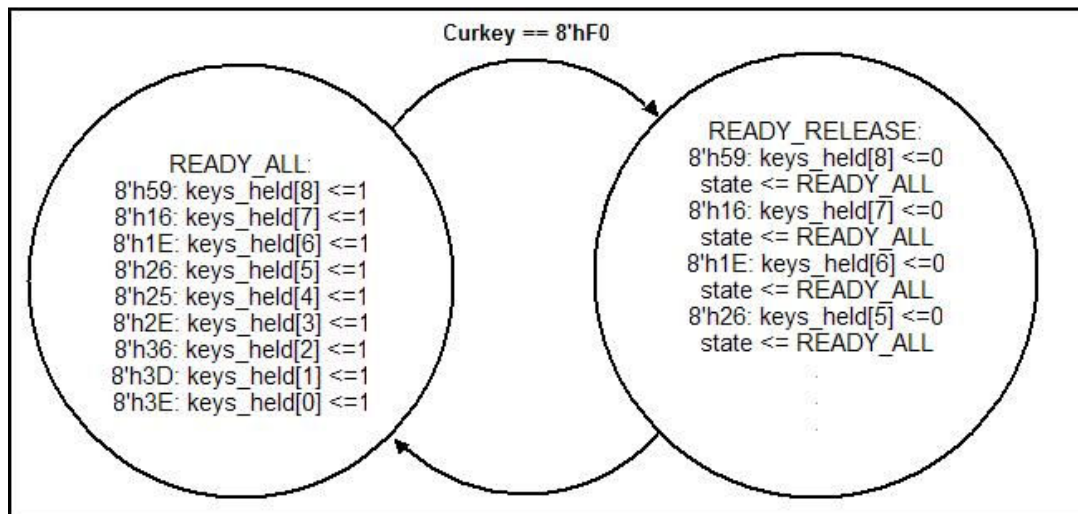 Curkey == 8'hF0
READY_ALL:
8'h59: keys_held[8] <=1
8'h16: keys_held[7] <=1
8'h1E: keys_held[6] <=1
8'h26: keys_held[5] <=1
8'h25: keys_held[4] <=1
8'h2E: keys_held[3] <=1
8'h36: keys_held[2] <=1
8'h3D: keys_held[1] <=1
8'h3E: keys_held[0] <=1
READY_RELEASE:
8'h59: keys_held[8] <=0
state <= READY_ALL
8'h16: keys_held[7] <=0
state <= READY_ALL
8'h1E: keys_held[6] <=0
state <= READY_ALL
8'h26: keys_held[5] <=0
state <= READY_ALL
.
.
.